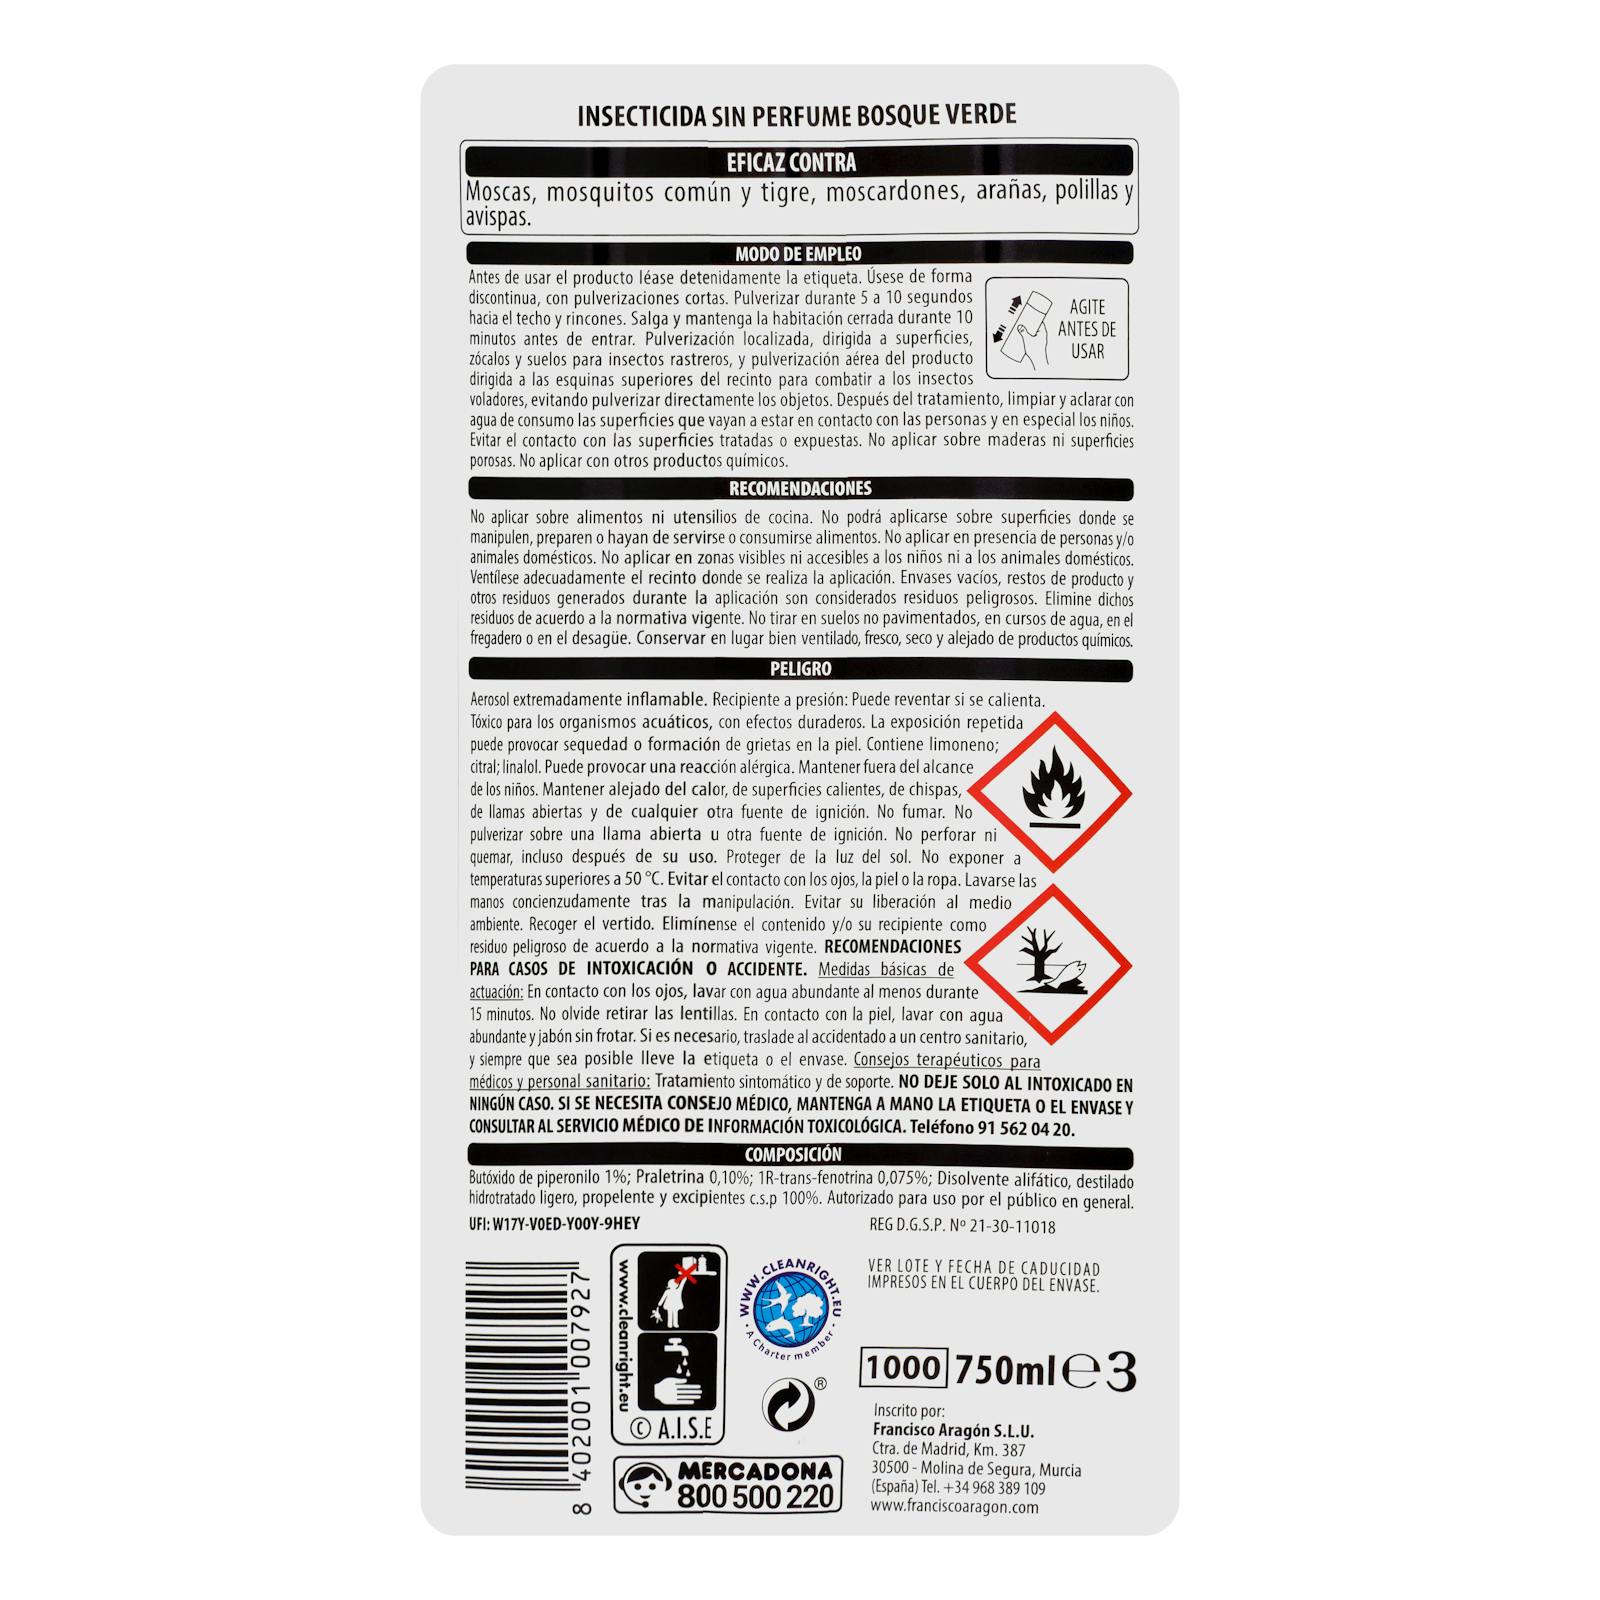 INSECTICIDA SIN PERFUME BOSQUE VERDE
EFICAZ CONTRA
Moscas, mosquitos común y tigre, moscardones, arañas, polillas y
avispas.
MODO DE EMPLEO
Antes de usar el producto léase detenidamente la etiqueta. Úsese de forma
discontinua, con pulverizaciones cortas. Pulverizar durante 5 a 10 segundos
hacia el techo y rincones. Salga y mantenga la habitación cerrada durante 10
minutos antes de entrar. Pulverización localizada, dirigida a superficies,
zócalos y suelos para insectos rastreros, y pulverización aérea del producto
dirigida a las esquinas superiores del recinto para combatir a los insectos
voladores, evitando pulverizar directamente los objetos. Después del tratamiento, limpiar y aclarar con
agua de consumo las superficies que vayan a estar en contacto con las personas y en especial los niños.
Evitar el contacto con las superficies tratadas o expuestas. No aplicar sobre maderas ni superficies
porosas. No aplicar con otros productos químicos.
AGITE
ANTES DE
USAR
RECOMENDACIONES
No aplicar sobre alimentos ni utensilios de cocina. No podrá aplicarse sobre superficies donde se
manipulen, preparen o hayan de servirse o consumirse alimentos. No aplicar en presencia de personas y/o
animales domésticos. No aplicar en zonas visibles ni accesibles a los niños ni a los animales domésticos.
Ventílese adecuadamente el recinto donde se realiza la aplicación. Envases vacíos, restos de producto y
otros residuos generados durante la aplicación son considerados residuos peligrosos. Elimine dichos
residuos de acuerdo a la normativa vigente. No tirar en suelos no pavimentados, en cursos de agua, en el
fregadero o en el desagüe. Conservar en lugar bien ventilado, fresco, seco y alejado de productos químicos.
PELIGRO
Aerosol extremadamente inflamable. Recipiente a presión: Puede reventar si se calienta.
Tóxico para los organismos acuáticos, con efectos duraderos. La exposición repetida
puede provocar sequedad o formación de grietas en la piel. Contiene limoneno;
citral; linalol. Puede provocar una reacción alérgica. Mantener fuera del alcance
de los niños. Mantener alejado del calor, de superficies calientes, de chispas,
de llamas abiertas y de cualquier otra fuente de ignición. No fumar. No
pulverizar sobre una llama abierta u otra fuente de ignición. No perforar ni
quemar, incluso después de su uso. Proteger de la luz del sol. No exponer a
temperaturas superiores a 50 °C. Evitar el contacto con los ojos, la piel o la ropa. Lavarse las
manos concienzudamente tras la manipulación. Evitar su liberación al medio
ambiente. Recoger el vertido. Elimínense el contenido y/o su recipiente como
residuo peligroso de acuerdo a la normativa vigente. RECOMENDACIONES
PARA CASOS DE INTOXICACIÓN O ACCIDENTE. Medidas básicas de
actuación: En contacto con los ojos, lavar con agua abundante al menos durante
15 minutos. No olvide retirar las lentillas. En contacto con la piel, lavar con agua
abundante y jabón sin frotar. Si es necesario, traslade al accidentado a un centro sanitario,
y siempre que sea posible lleve la etiqueta o el envase. Consejos terapéuticos para
médicos y personal sanitario: Tratamiento sintomático y de soporte. NO DEJE SOLO AL INTOXICADO EN
NINGÚN CASO. SI SE NECESITA CONSEJO MÉDICO, MANTENGA A MANO LA ETIQUETA O EL ENVASE Y
CONSULTAR AL SERVICIO MÉDICO DE INFORMACIÓN TOXICOLÓGICA. Teléfono 91 562 04 20.
COMPOSICIÓN
Butóxido de piperonilo 1%; Praletrina 0,10%; 1R-trans-fenotrina 0,075%; Disolvente alifático, destilado
hidrotratado ligero, propelente y excipientes c.s.p 100%. Autorizado para uso por el público en general.
UFI: W17Y-V0ED-Y00Y-9HEY
REG D.G.S.P. Nº 21-30-11018
VER LOTE Y FECHA DE CADUCIDAD
IMPRESOS EN EL CUERPO DEL ENVASE.
8 402001 007927
www.cleanright.eu
© A.I.S.E
WWW.CLEANRIGHT.EU
• A Charter member •
®
MERCADONA
800 500 220
1000 750ml e 3
Inscrito por:
Francisco Aragón S.L.U.
Ctra. de Madrid, Km. 387
30500 - Molina de Segura, Murcia
(España) Tel. +34 968 389 109
www.franciscoaragon.com